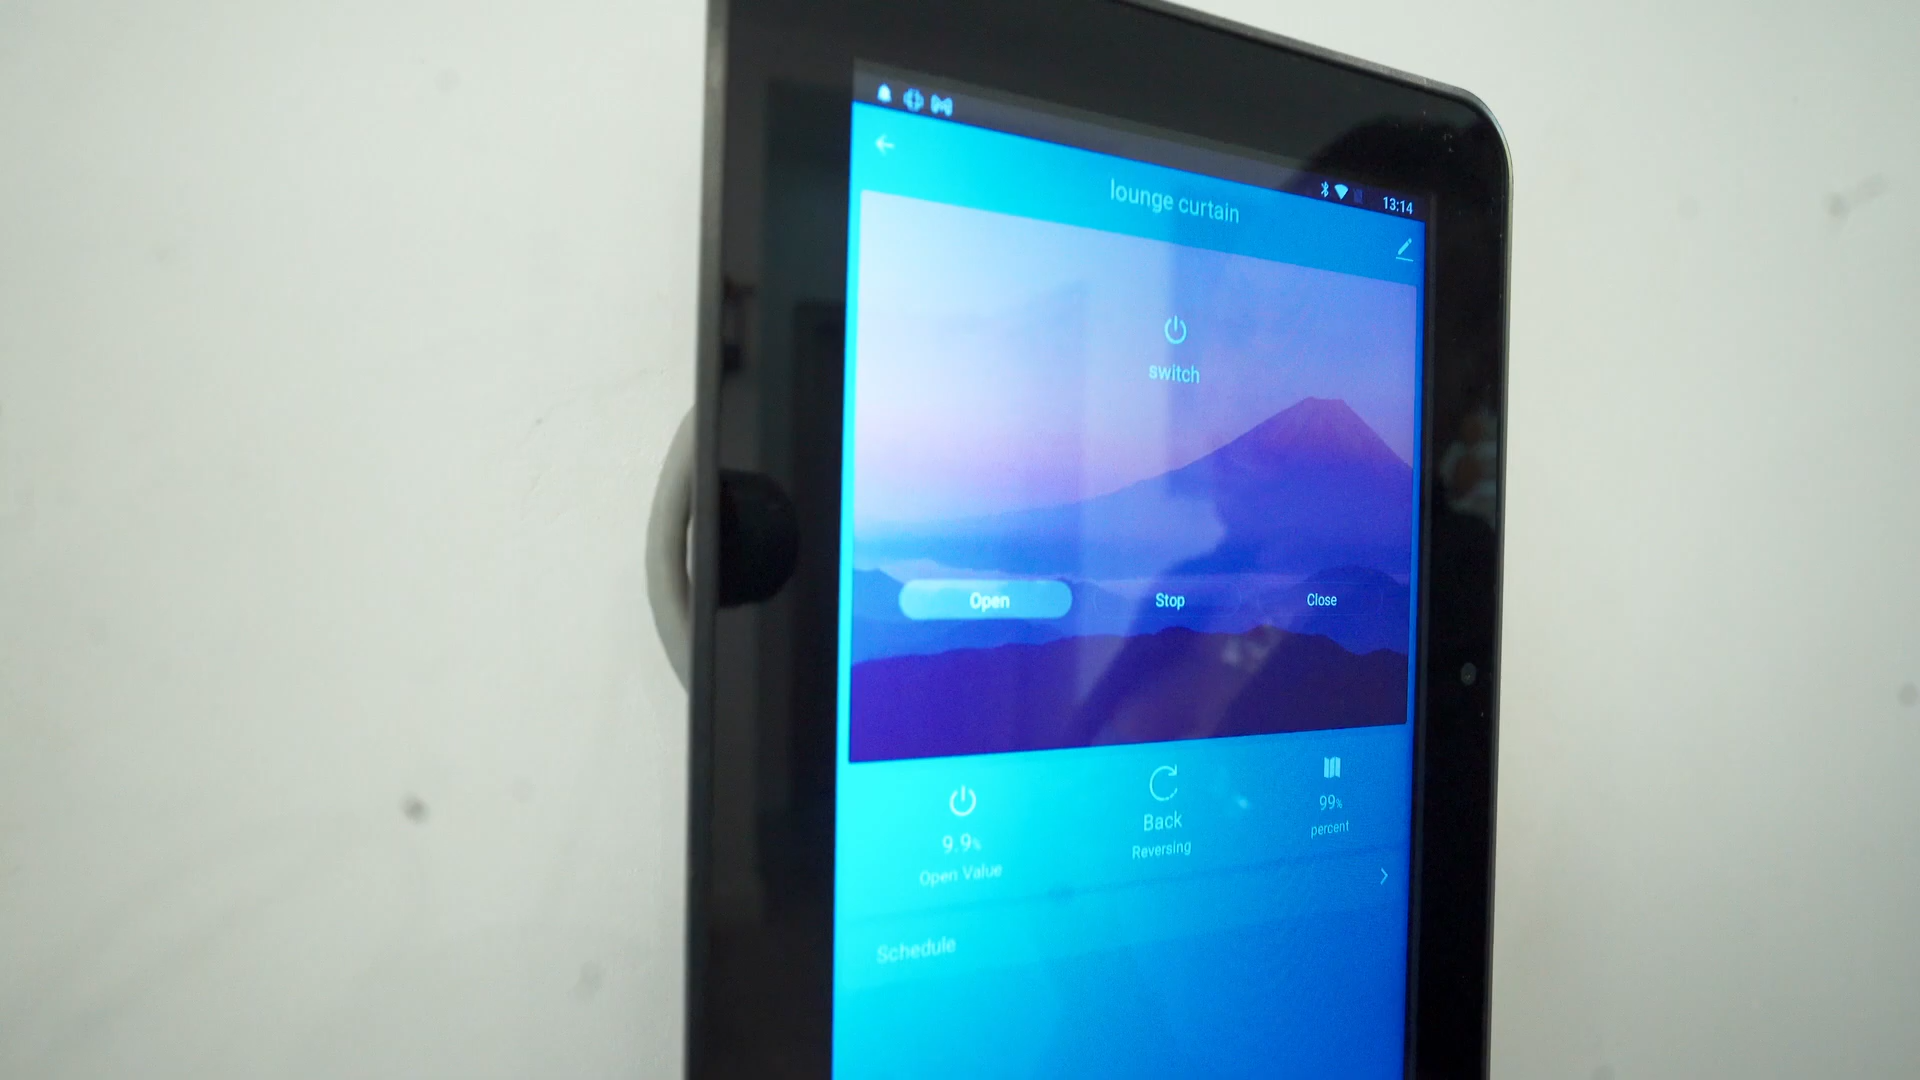 13:14
lounge curtain
switch
Open
Stop
Close
9.9%
Open Value
Back
Reversing
99%
percent
Schedule